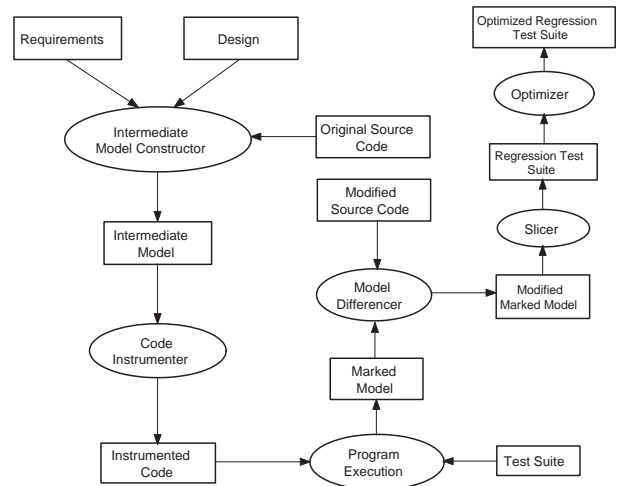 Requirements
Design
Optimized Regression
Test Suite
Optimizer
Intermediate
Model Constructor
Original Source
Code
Regression Test
Suite
Modified
Source Code
Intermediate
Model
Slicer
Model
Differencer
Modified
Marked Model
Code
Instrumenter
Marked
Model
Instrumented
Code
Program
Execution
Test Suite